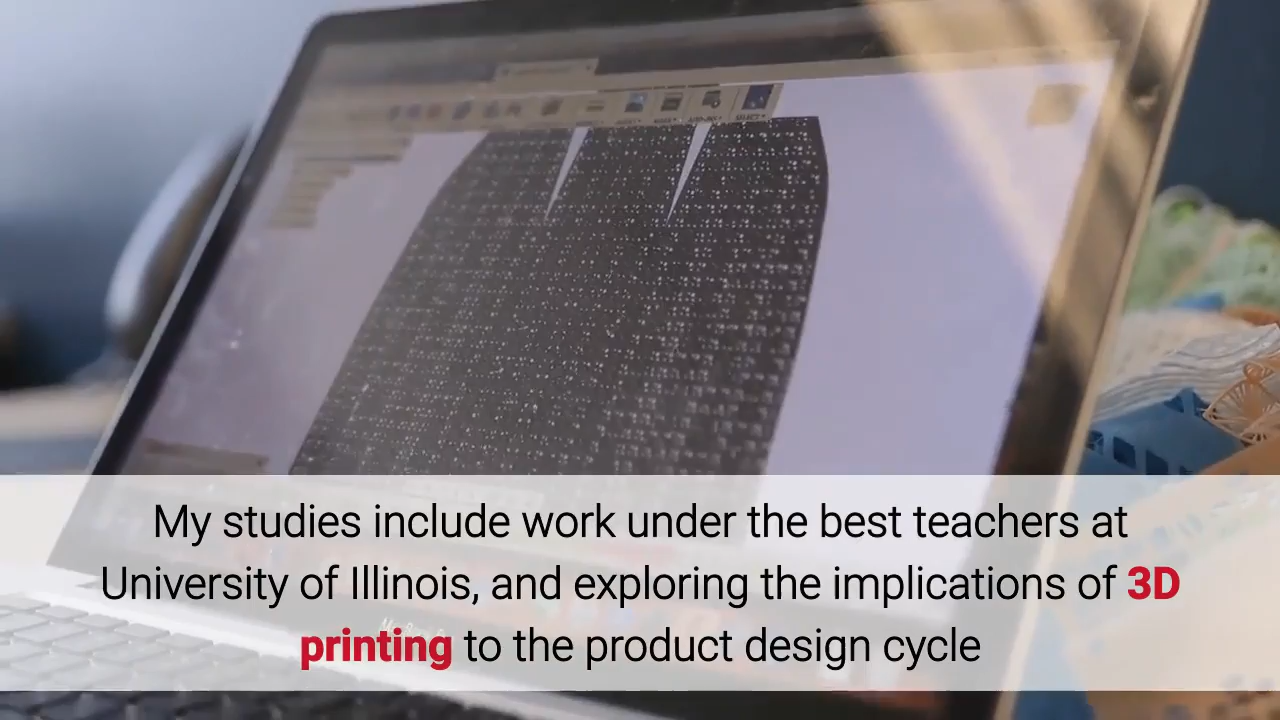 My studies include work under the best teachers at
University of Illinois, and exploring the implications of 3D
printing to the product design cycle